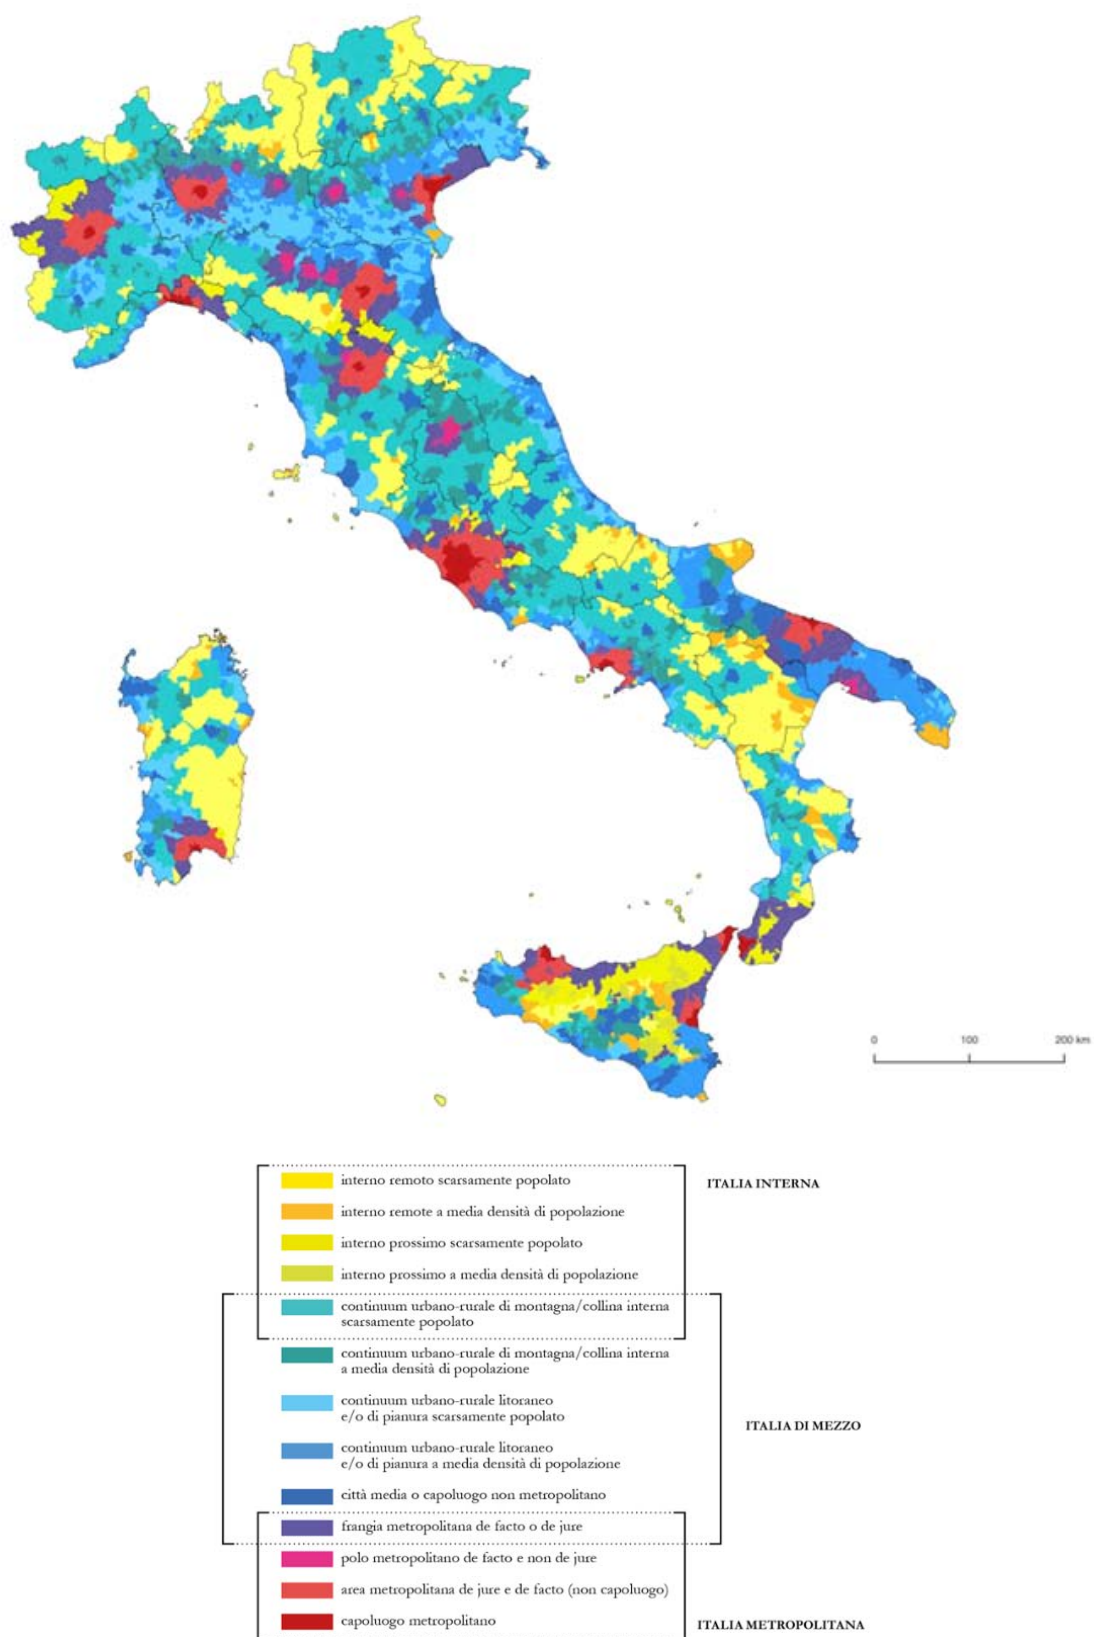 0 100 200 km
interno remoto scarsamente popolato
ITALIA INTERNA
interno remote a media densità di popolazione
interno prossimo scarsamente popolato
interno prossimo a media densità di popolazione
continuum urbano-rurale di montagna/collina interna
scarsamente popolato
continuum urbano-rurale di montagna/collina interna
a media densità di popolazione
continuum urbano-rurale litoraneo
e/o di pianura scarsamente popolato
ITALIA DI MEZZO
continuum urbano-rurale litoraneo
e/o di pianura a media densità di popolazione
città media o capoluogo non metropolitano
frangia metropolitana de facto o de jure
polo metropolitano de facto e non de jure
area metropolitana de jure e de facto (non capoluogo)
capoluogo metropolitano
ITALIA METROPOLITANA